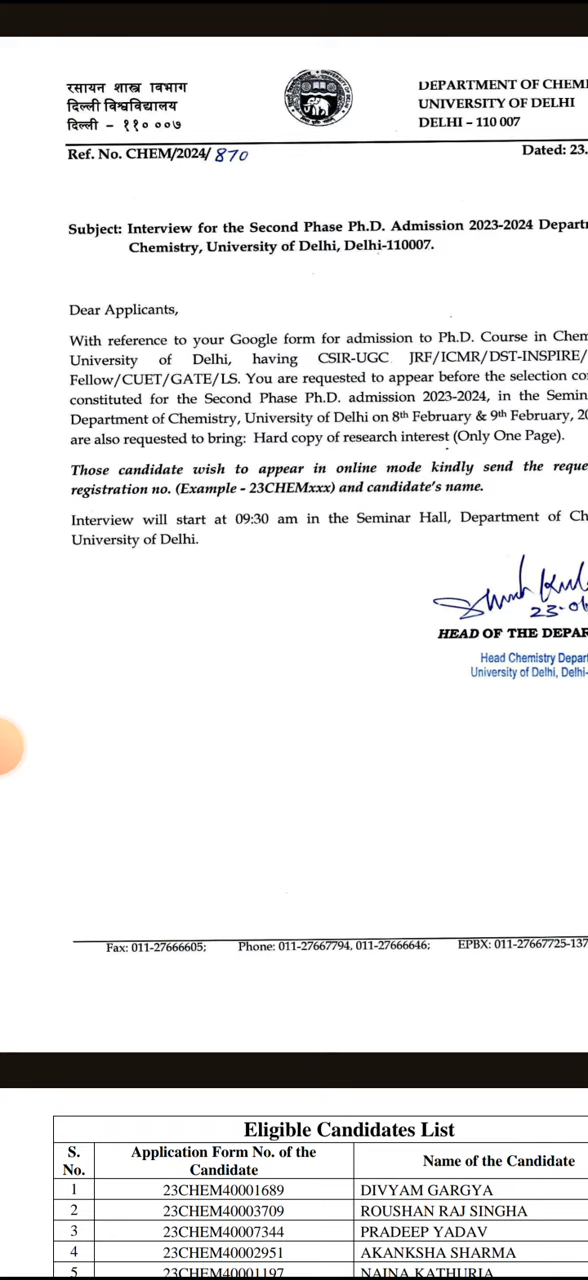 रसायन शास्त्र विभाग
दिल्ली विश्वविद्यालय
दिल्ली – ११० ००७
DEPARTMENT OF CHEMI
UNIVERSITY OF DELHI
DELHI – 110 007
Ref. No. CHEM/2024/ 870
Dated: 23.
Subject: Interview for the Second Phase Ph.D. Admission 2023-2024 Departr
Chemistry, University of Delhi, Delhi-110007.
Dear Applicants,
With reference to your Google form for admission to Ph.D. Course in Chem
University of Delhi, having CSIR-UGC JRF/ICMR/DST-INSPIRE/
Fellow/CUET/GATE/LS. You are requested to appear before the selection co
constituted for the Second Phase Ph.D. admission 2023-2024, in the Semin
Department of Chemistry, University of Delhi on 8th February & 9th February, 20
are also requested to bring: Hard copy of research interest (Only One Page).
Those candidate wish to appear in online mode kindly send the reque
registration no. (Example - 23CHEMxxx) and candidate's name.
Interview will start at 09:30 am in the Seminar Hall, Department of Ch
University of Delhi.
23-01
HEAD OF THE DEPAR
Head Chemistry Depart
University of Delhi, Delhi-
Fax: 011-27666605; Phone: 011-27667794, 011-27666646; EPBX: 011-27667725-137
Eligible Candidates List
S. No. Application Form No. of the Candidate Name of the Candidate
1 23CHEM40001689 DIVYAM GARGYA
2 23CHEM40003709 ROUSHAN RAJ SINGHA
3 23CHEM40007344 PRADEEP YADAV
4 23CHEM40002951 AKANKSHA SHARMA
5 23CHEM40001197 NAINA KATHURIA